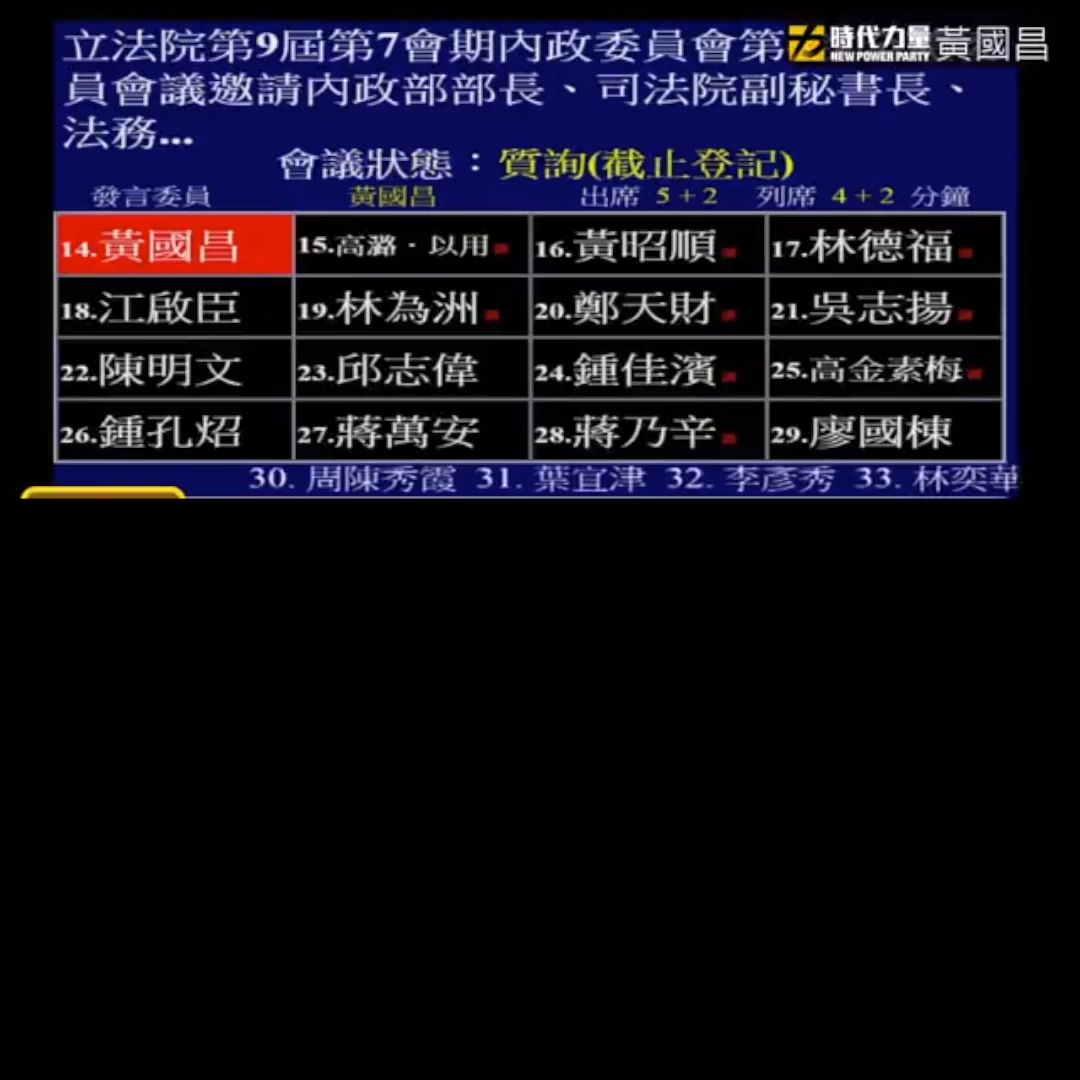 立法院第9屆第7會期內政委員會第
時代力量 黃國昌
NEW POWER PARTY
員會議邀請內政部部長、司法院副秘書長、
法務...
會議狀態：質詢(截止登記)
發言委員 黃國昌 出席 5+2 列席 4+2 分鐘
14.黃國昌 15.高潞．以用 16.黃昭順 17.林德福
18.江啟臣 19.林為洲 20.鄭天財 21.吳志揚
22.陳明文 23.邱志偉 24.鍾佳濱 25.高金素梅
26.鍾孔炤 27.蔣萬安 28.蔣乃辛 29.廖國棟
30. 周陳秀霞 31. 葉宜津 32. 李彥秀 33. 林奕華